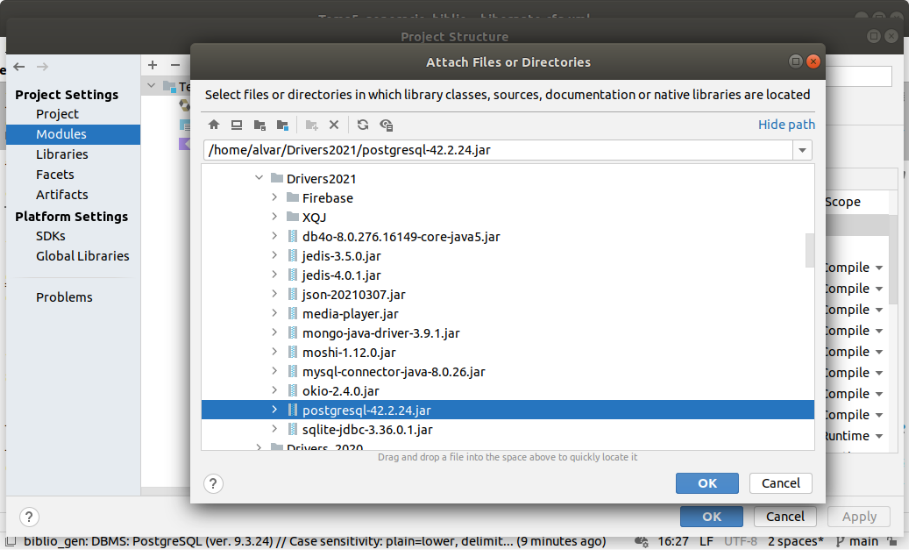 Project Structure
Attach Files or Directories
Select files or directories in which library classes, sources, documentation or native libraries are located
Hide path
/home/alvar/Drivers2021/postgresql-42.2.24.jar
Drivers2021
Firebase
XQJ
db4o-8.0.276.16149-core-java5.jar
jedis-3.5.0.jar
jedis-4.0.1.jar
json-20210307.jar
media-player.jar
mongo-java-driver-3.9.1.jar
moshi-1.12.0.jar
mysql-connector-java-8.0.26.jar
okio-2.4.0.jar
postgresql-42.2.24.jar
sqlite-jdbc-3.36.0.1.jar
Drivers_2020
Drag and drop a file into the space above to quickly locate it
?
OK
Cancel
Project Settings
Project
Modules
Libraries
Facets
Artifacts
Platform Settings
SDKs
Global Libraries
Problems
Te
Scope
Compile
Compile
Compile
Compile
Compile
Compile
Compile
Compile
Runtime
?
OK
Cancel
Apply
biblio_gen: DBMS: PostgreSQL (ver. 9.3.24) // Case sensitivity: plain=lower, delimit... (9 minutes ago)
16:27
LF
UTF-8
2 spaces*
main